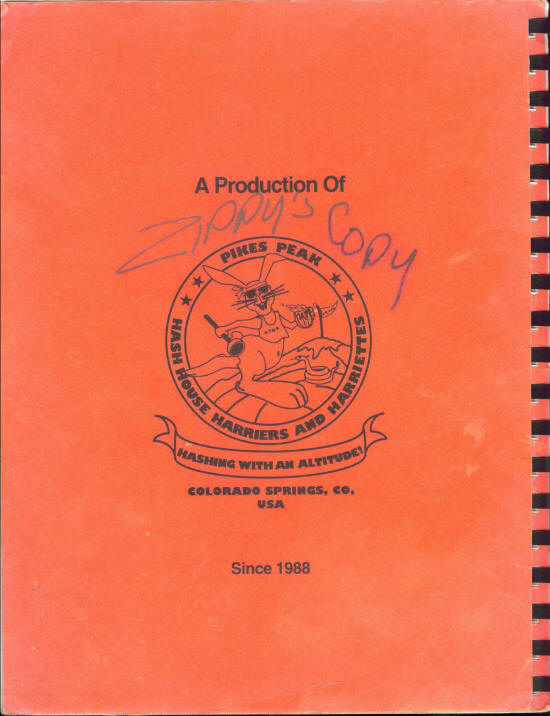 A Production Of
Zippy's Copy
PIKES PEAK
HASH HOUSE HARRIERS AND HARRIETTES
HASHING WITH AN ALTITUDE!
COLORADO SPRINGS, CO,
USA
Since 1988